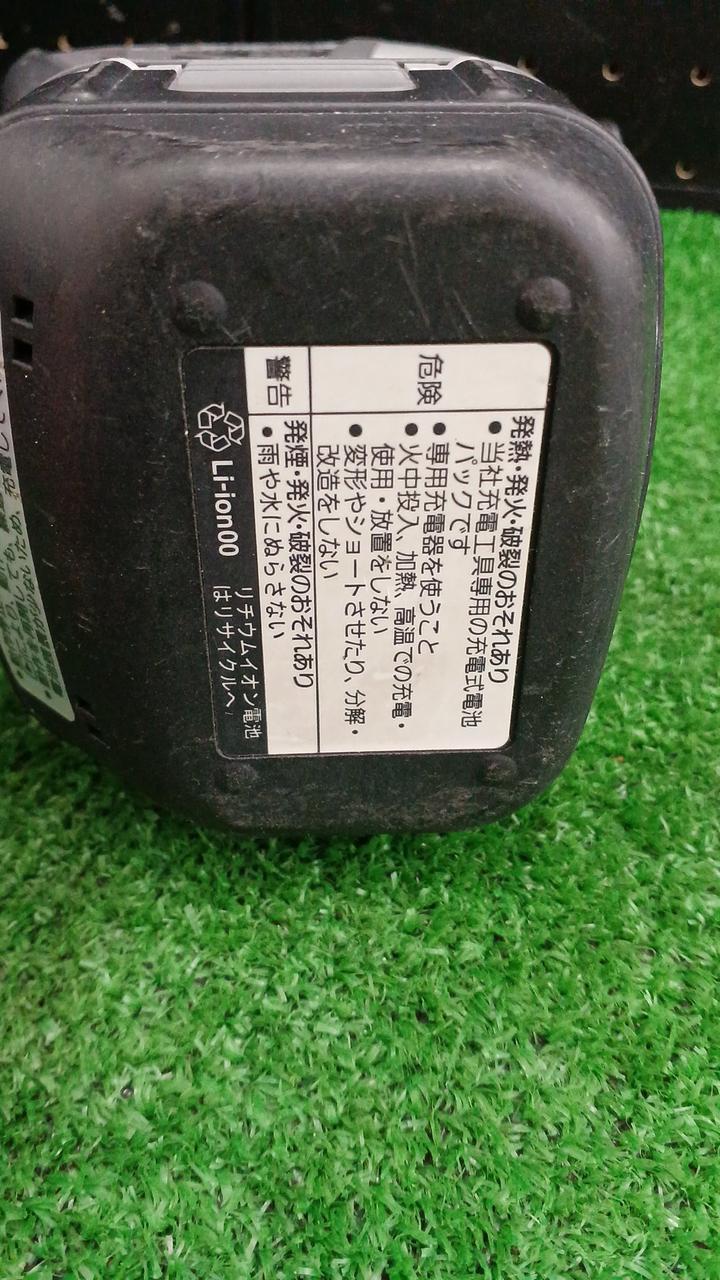 危険
発熱・発火・破裂のおそれあり
● 当社充電工具専用の充電式電池
パックです
● 専用充電器を使うこと
● 火中投入、加熱、高温での充電・
使用・放置をしない
● 変形やショートさせたり、分解・
改造をしない
警告
発煙・発火・破裂のおそれあり
● 雨や水にぬらさない
Li-ion00
リチウムイオン電池
はリサイクルへ